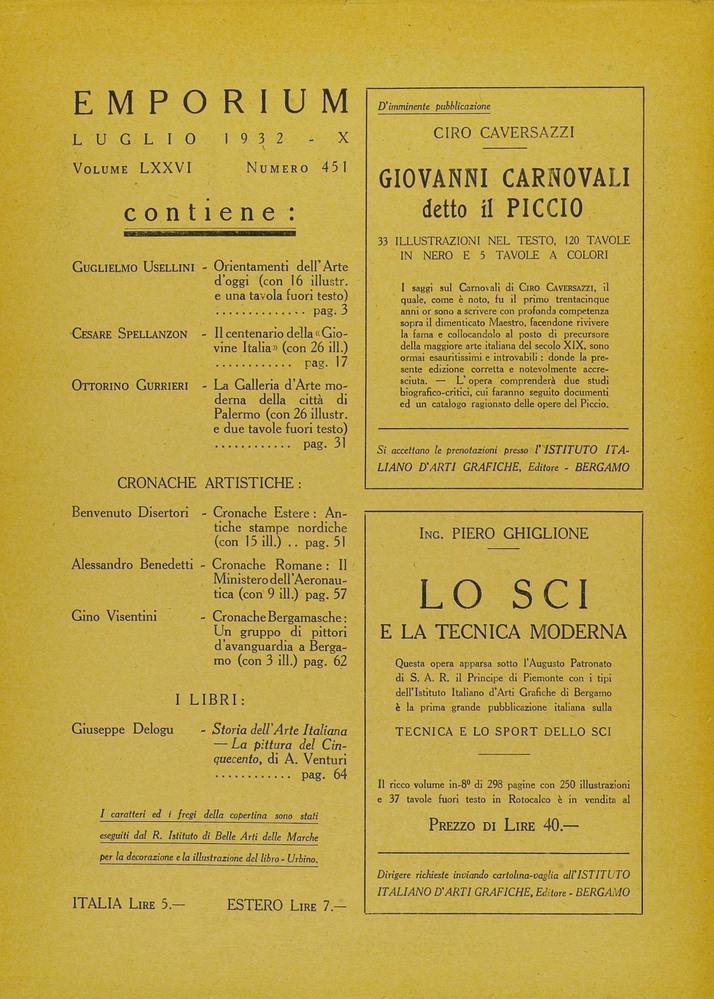 EMPORIUM
LUGLIO 1932 - X
VOLUME LXXVI NUMERO 451
contiene:
GUGLIELMO USELLINI - Orientamenti dell'Arte
d'oggi (con 16 illustr.
e una tavola fuori testo)
.............. pag. 3
CESARE SPELLANZON - Il centenario della «Gio-
vine Italia» (con 26 ill.)
............ pag. 17
OTTORINO GURRIERI - La Galleria d'Arte mo-
derna della città di
Palermo (con 26 illustr.
e due tavole fuori testo)
............ pag. 31
CRONACHE ARTISTICHE:
Benvenuto Disertori - Cronache Estere: An-
tiche stampe nordiche
(con 15 ill.) .. pag. 51
Alessandro Benedetti - Cronache Romane: Il
Ministero dell'Aeronau-
tica (con 9 ill.) pag. 57
Gino Visentini - Cronache Bergamasche:
Un gruppo di pittori
d'avanguardia a Berga-
mo (con 3 ill.) pag. 62
I LIBRI:
Giuseppe Delogu - Storia dell'Arte Italiana
— La pittura del Cin-
quecento, di A. Venturi
............ pag. 64
I caratteri ed i fregi della copertina sono stati
eseguiti dal R. Istituto di Belle Arti delle Marche
per la decorazione e la illustrazione del libro - Urbino.
ITALIA LIRE 5.— ESTERO LIRE 7.—
D'imminente pubblicazione
CIRO CAVERSAZZI
GIOVANNI CARNOVALI
detto il PICCIO
33 ILLUSTRAZIONI NEL TESTO, 120 TAVOLE
IN NERO E 5 TAVOLE A COLORI
I saggi sul Carnovali di CIRO CAVERSAZZI, il
quale, come è noto, fu il primo trentacinque
anni or sono a scrivere con profonda competenza
sopra il dimenticato Maestro, facendone rivivere
la fama e collocandolo al posto di precursore
della maggiore arte italiana del secolo XIX, sono
ormai esauritissimi e introvabili: donde la pre-
sente edizione corretta e notevolmente accre-
sciuta. — L'opera comprenderà due studi
biografico-critici, cui faranno seguito documenti
ed un catalogo ragionato delle opere del Piccio.
Si accettano le prenotazioni presso l'ISTITUTO ITA-
LIANO D'ARTI GRAFICHE, Editore - BERGAMO
ING. PIERO GHIGLIONE
LO SCI
E LA TECNICA MODERNA
Questa opera apparsa sotto l'Augusto Patronato
di S. A. R. il Principe di Piemonte con i tipi
dell'Istituto Italiano d'Arti Grafiche di Bergamo
è la prima grande pubblicazione italiana sulla
TECNICA E LO SPORT DELLO SCI
Il ricco volume in-8º di 298 pagine con 250 illustrazioni
e 37 tavole fuori testo in Rotocalco è in vendita al
PREZZO DI LIRE 40.—
Dirigere richieste inviando cartolina-vaglia all'ISTITUTO
ITALIANO D'ARTI GRAFICHE, Editore - BERGAMO